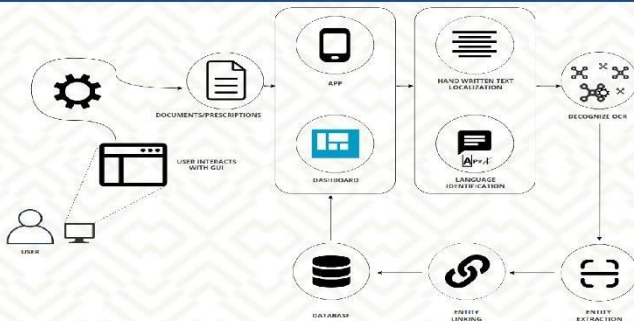 APP
HAND WRITTEN TEXT
LOCALIZATION
DOCUMENTS/PRESCRIPTIONS
DECOGNIZE OCR
USER INTERACTS
WITH GUI
DASHBOARD
LANGUAGE
IDENTIFICATION
USER
DATABASE
ENTITY
LINKING
ENTITY
EXTRACTION